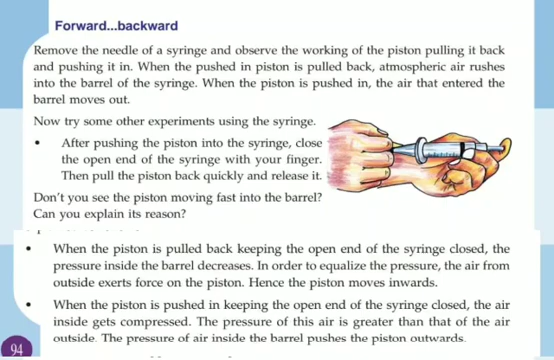 Forward...backward
Remove the needle of a syringe and observe the working of the piston pulling it back
and pushing it in. When the pushed in piston is pulled back, atmospheric air rushes
into the barrel of the syringe. When the piston is pushed in, the air that entered the
barrel moves out.
Now try some other experiments using the syringe.
• After pushing the piston into the syringe, close
the open end of the syringe with your finger.
Then pull the piston back quickly and release it.
Don't you see the piston moving fast into the barrel?
Can you explain its reason?
• When the piston is pulled back keeping the open end of the syringe closed, the
pressure inside the barrel decreases. In order to equalize the pressure, the air from
outside exerts force on the piston. Hence the piston moves inwards.
• When the piston is pushed in keeping the open end of the syringe closed, the air
inside gets compressed. The pressure of this air is greater than that of the air
outside. The pressure of air inside the barrel pushes the piston outwards.
94